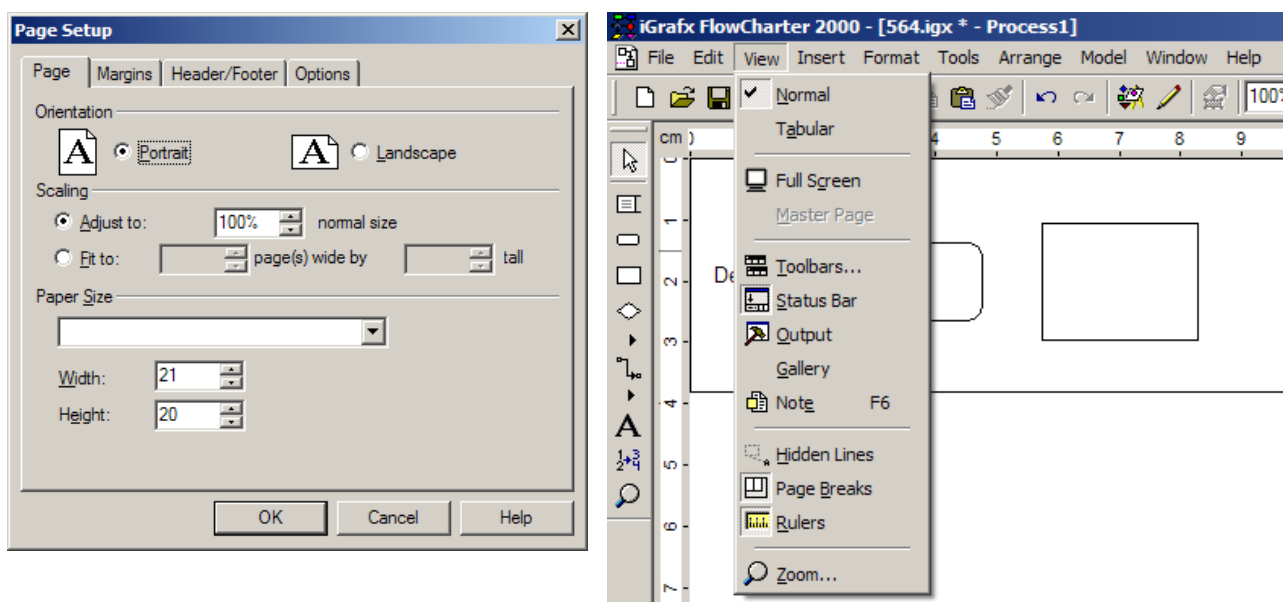 Page Setup
Page Margins Header/Footer Options
Orientation
A Portrait A Landscape
Scaling
Adjust to: 100% normal size
Fit to: page(s) wide by tall
Paper Size
Width: 21
Height: 20
OK Cancel Help
iGrafx FlowCharter 2000 - [564.igx * - Process1]
File Edit View Insert Format Tools Arrange Model Window Help
100%
Normal
Tabular
cm 4 5 6 7 8 9
Full Screen
Master Page
1
De
2
Toolbars...
Status Bar
Output
3
Gallery
Note F6
4
A
Hidden Lines
1 3
2 4
5
Page Breaks
Rulers
6
Zoom...
7